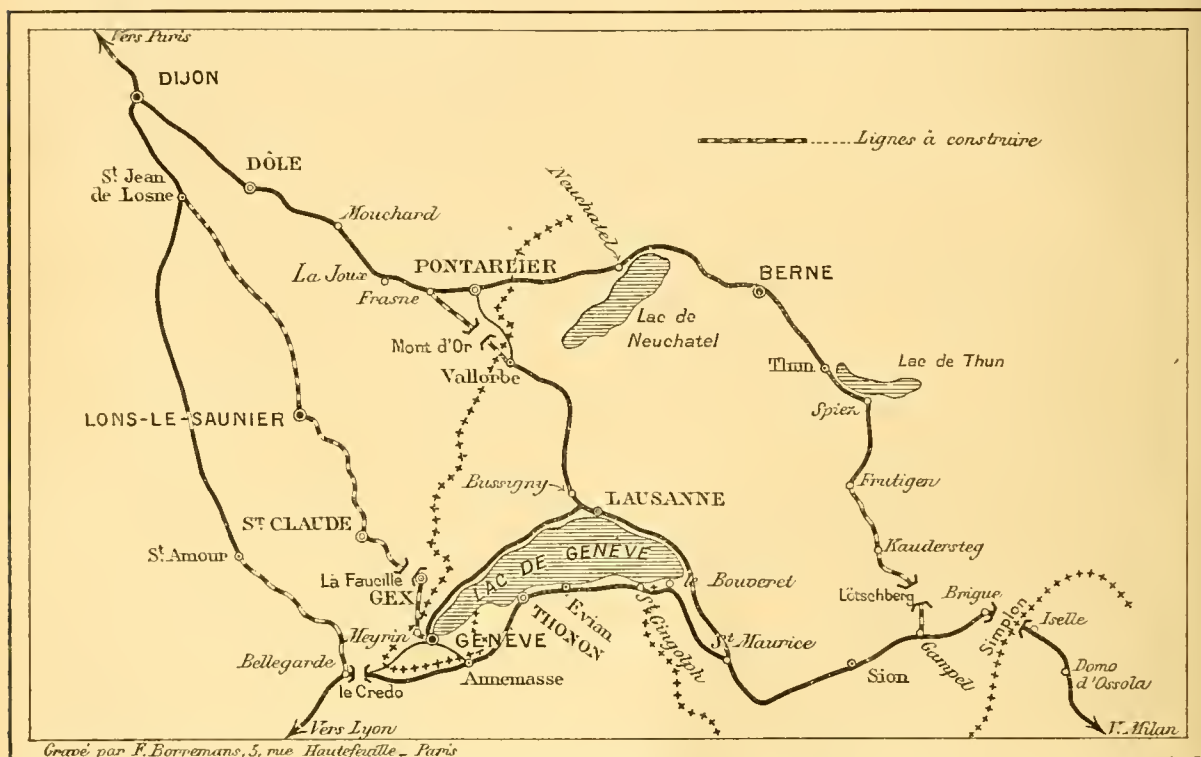 Vers Paris
DIJON
Lignes à construire
DÔLE
St Jean
de Losne
Neuchatel
Mouchard
La Joux
PONTARLIER
Frasne
BERNE
Lac de
Neuchatel
Mont d'Or
Vallorbe
Thun
Lac de Thun
Spiez
LONS-LE-SAUNIER
Bussigny
LAUSANNE
Frutigen
ST CLAUDE
St Amour
LAC DE GENÈVE
Kaudersteg
La Faucille
GEX
le Bouveret
Lötschberg
Brigue
Simplon
Iselle
Evian
THONON
St Gingolph
Meyrin
GENÈVE
St Maurice
Gampel
Bellegarde
le Credo
Annemasse
Sion
Domo
d'Ossola
Vers Lyon
V. Milan
Gravé par F. Borremans, 5, rue Hautefeuille _ Paris